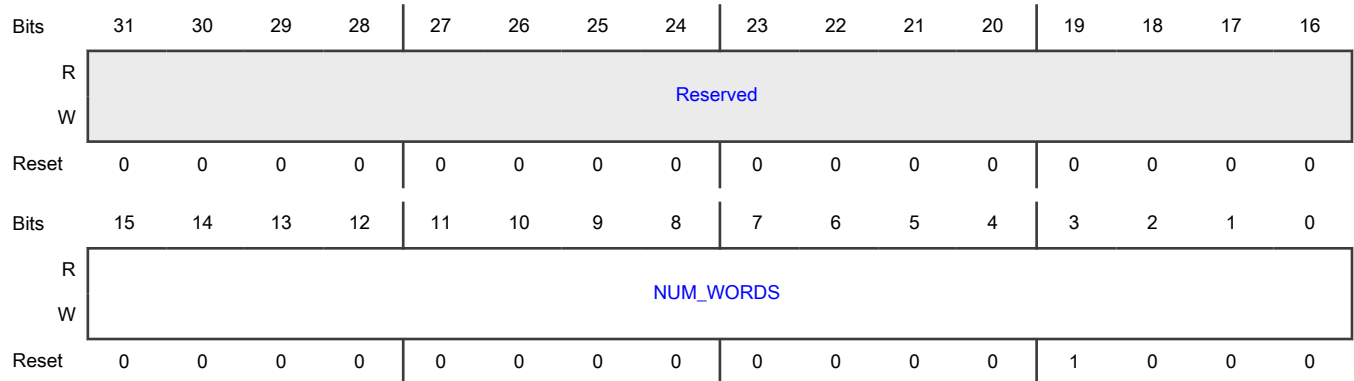 Bits 31 30 29 28 27 26 25 24 23 22 21 20 19 18 17 16
R
Reserved
W
Reset 0 0 0 0 0 0 0 0 0 0 0 0 0 0 0 0
Bits 15 14 13 12 11 10 9 8 7 6 5 4 3 2 1 0
R
NUM_WORDS
W
Reset 0 0 0 0 0 0 0 0 0 0 0 0 1 0 0 0